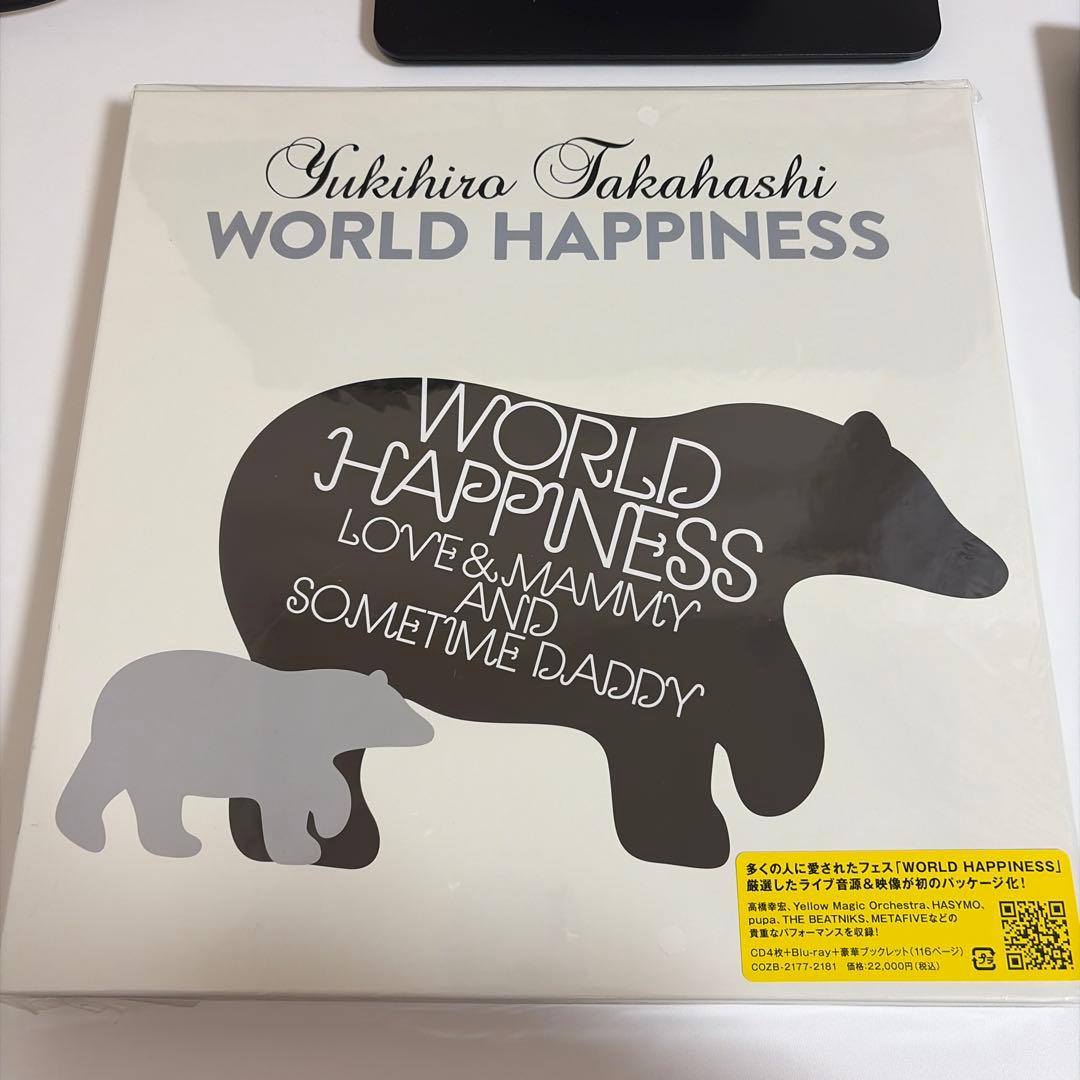 Yukihiro Takahashi
WORLD HAPPINESS
WORLD
HAPPINESS
LOVE & MAMMY
AND
SOMETIME DADDY
多くの人に愛されたフェス「WORLD HAPPINESS」
厳選したライブ音源&映像が初のパッケージ化!
高橋幸宏、Yellow Magic Orchestra、HASYMO、
pupa、THE BEATNIKS、METAFIVEなどの
貴重なパフォーマンスを収録!
CD4枚+Blu-ray+豪華ブックレット(116ページ)
COZB-2177-2181 価格:22,000円(税込)
プラ